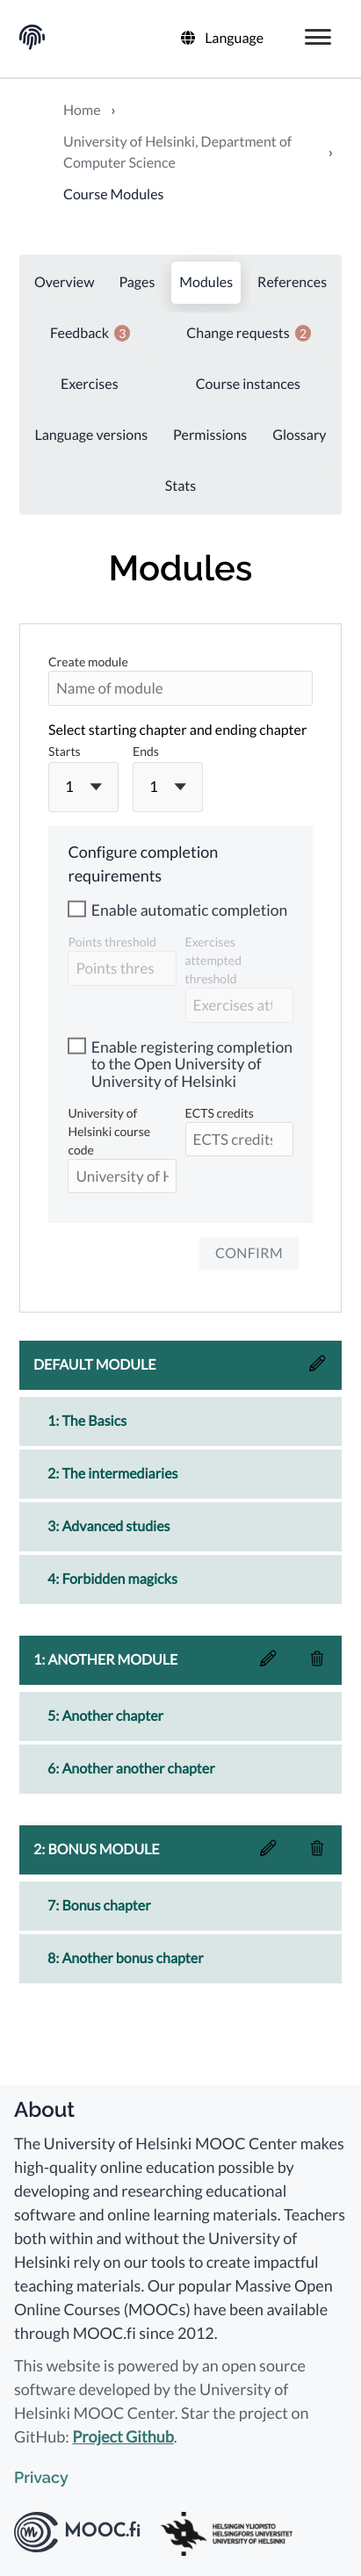 Language
Home ›
University of Helsinki, Department of
Computer Science ›
Course Modules
Overview Pages Modules References
Feedback 3 Change requests 2
Exercises Course instances
Language versions Permissions Glossary
Stats
Modules
Create module
Name of module
Select starting chapter and ending chapter
Starts Ends
1 1
Configure completion
requirements
Enable automatic completion
Points threshold
Points thres
Exercises
attempted
threshold
Exercises att
Enable registering completion
to the Open University of
University of Helsinki
University of
Helsinki course
code
University of H
ECTS credits
ECTS credits
CONFIRM
DEFAULT MODULE
1: The Basics
2: The intermediaries
3: Advanced studies
4: Forbidden magicks
1: ANOTHER MODULE
5: Another chapter
6: Another another chapter
2: BONUS MODULE
7: Bonus chapter
8: Another bonus chapter
About
The University of Helsinki MOOC Center makes
high-quality online education possible by
developing and researching educational
software and online learning materials. Teachers
both within and without the University of
Helsinki rely on our tools to create impactful
teaching materials. Our popular Massive Open
Online Courses (MOOCs) have been available
through MOOC.fi since 2012.
This website is powered by an open source
software developed by the University of
Helsinki MOOC Center. Star the project on
GitHub: Project Github.
Privacy
MOOC.fi
HELSINGIN YLIOPISTO
HELSINGFORS UNIVERSITET
UNIVERSITY OF HELSINKI